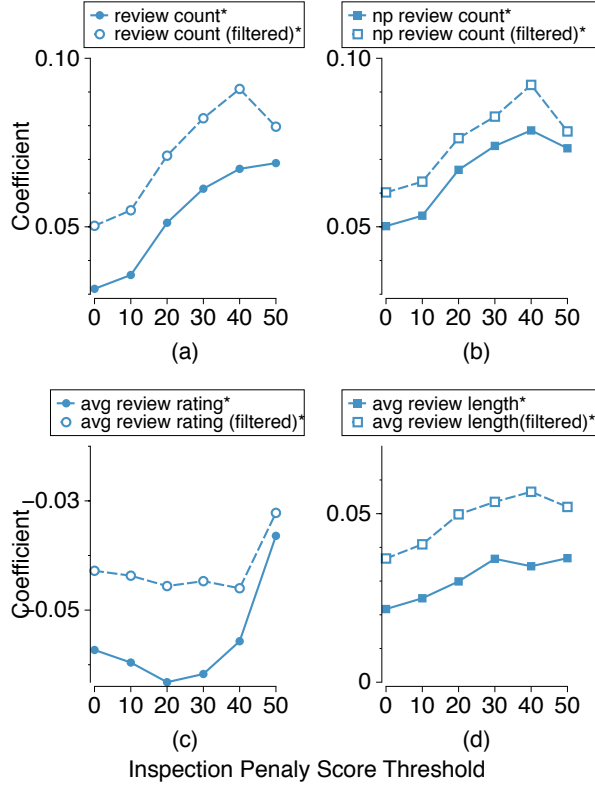 review count*
review count (filtered)*
np review count*
np review count (filtered)*
0.10
0.05
Coefficient
0 10 20 30 40 50
(a)
0.10
0.05
0 10 20 30 40 50
(b)
avg review rating*
avg review rating (filtered)*
avg review length*
avg review length(filtered)*
−0.03
−0.05
Coefficient
0 10 20 30 40 50
(c)
0.05
0
0 10 20 30 40 50
(d)
Inspection Penaly Score Threshold